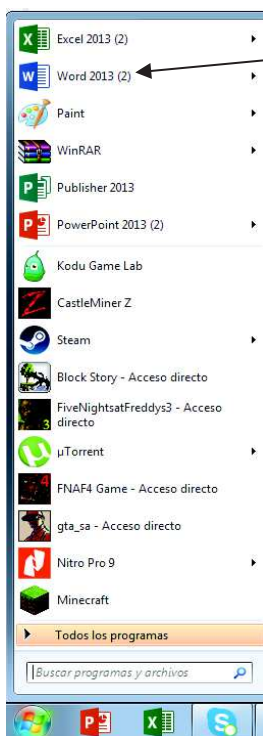 Excel 2013 (2)
Word 2013 (2)
Paint
WinRAR
Publisher 2013
PowerPoint 2013 (2)
Kodu Game Lab
CastleMiner Z
Steam
Block Story - Acceso directo
FiveNightsatFreddys3 - Acceso
directo
µTorrent
FNAF4 Game - Acceso directo
gta_sa - Acceso directo
Nitro Pro 9
Minecraft
Todos los programas
Buscar programas y archivos